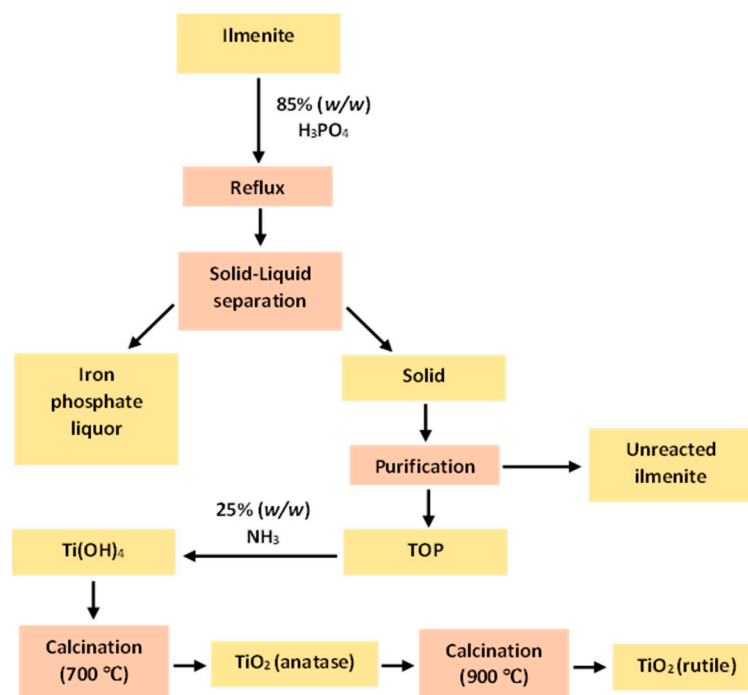 Ilmenite
85% (w/w)
H₃PO₄
Reflux
Solid-Liquid
separation
Iron
phosphate
liquor
Solid
Purification
Unreacted
ilmenite
25% (w/w)
NH₃
Ti(OH)₄
TOP
Calcination
(700 °C)
TiO₂ (anatase)
Calcination
(900 °C)
TiO₂ (rutile)